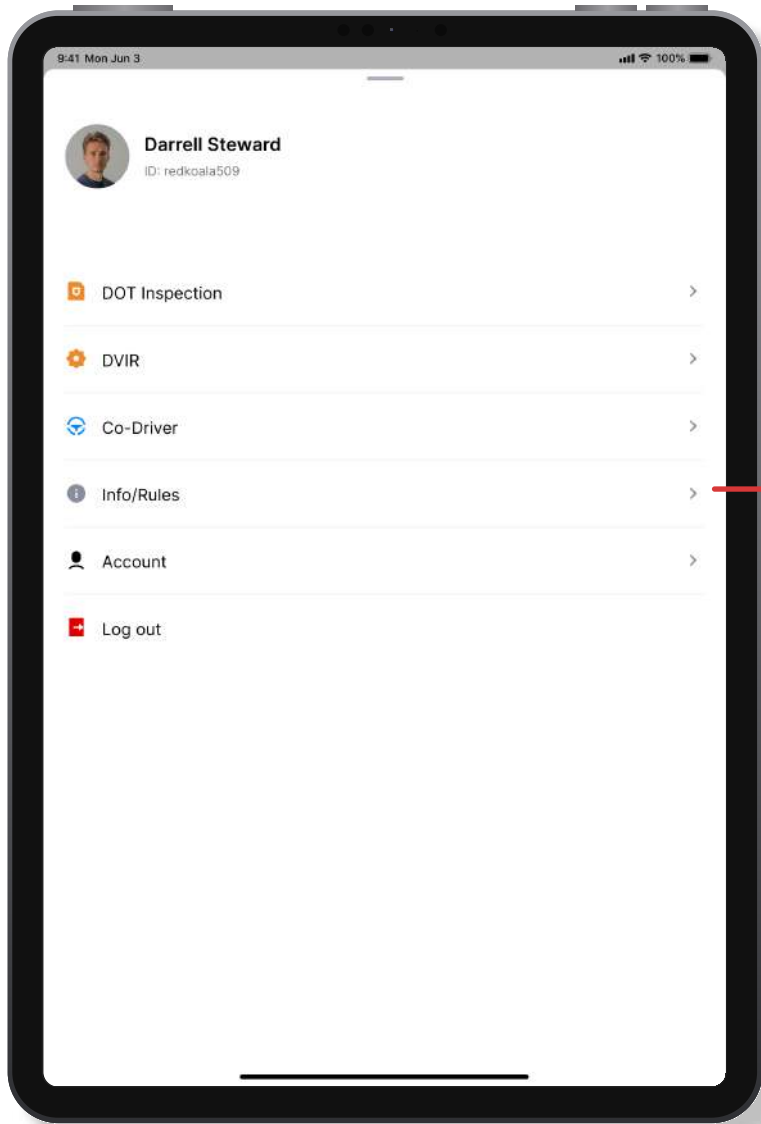 9:41 Mon Jun 3
100%
Darrell Steward
ID: redkoala509
DOT Inspection
DVIR
Co-Driver
Info/Rules
Account
Log out